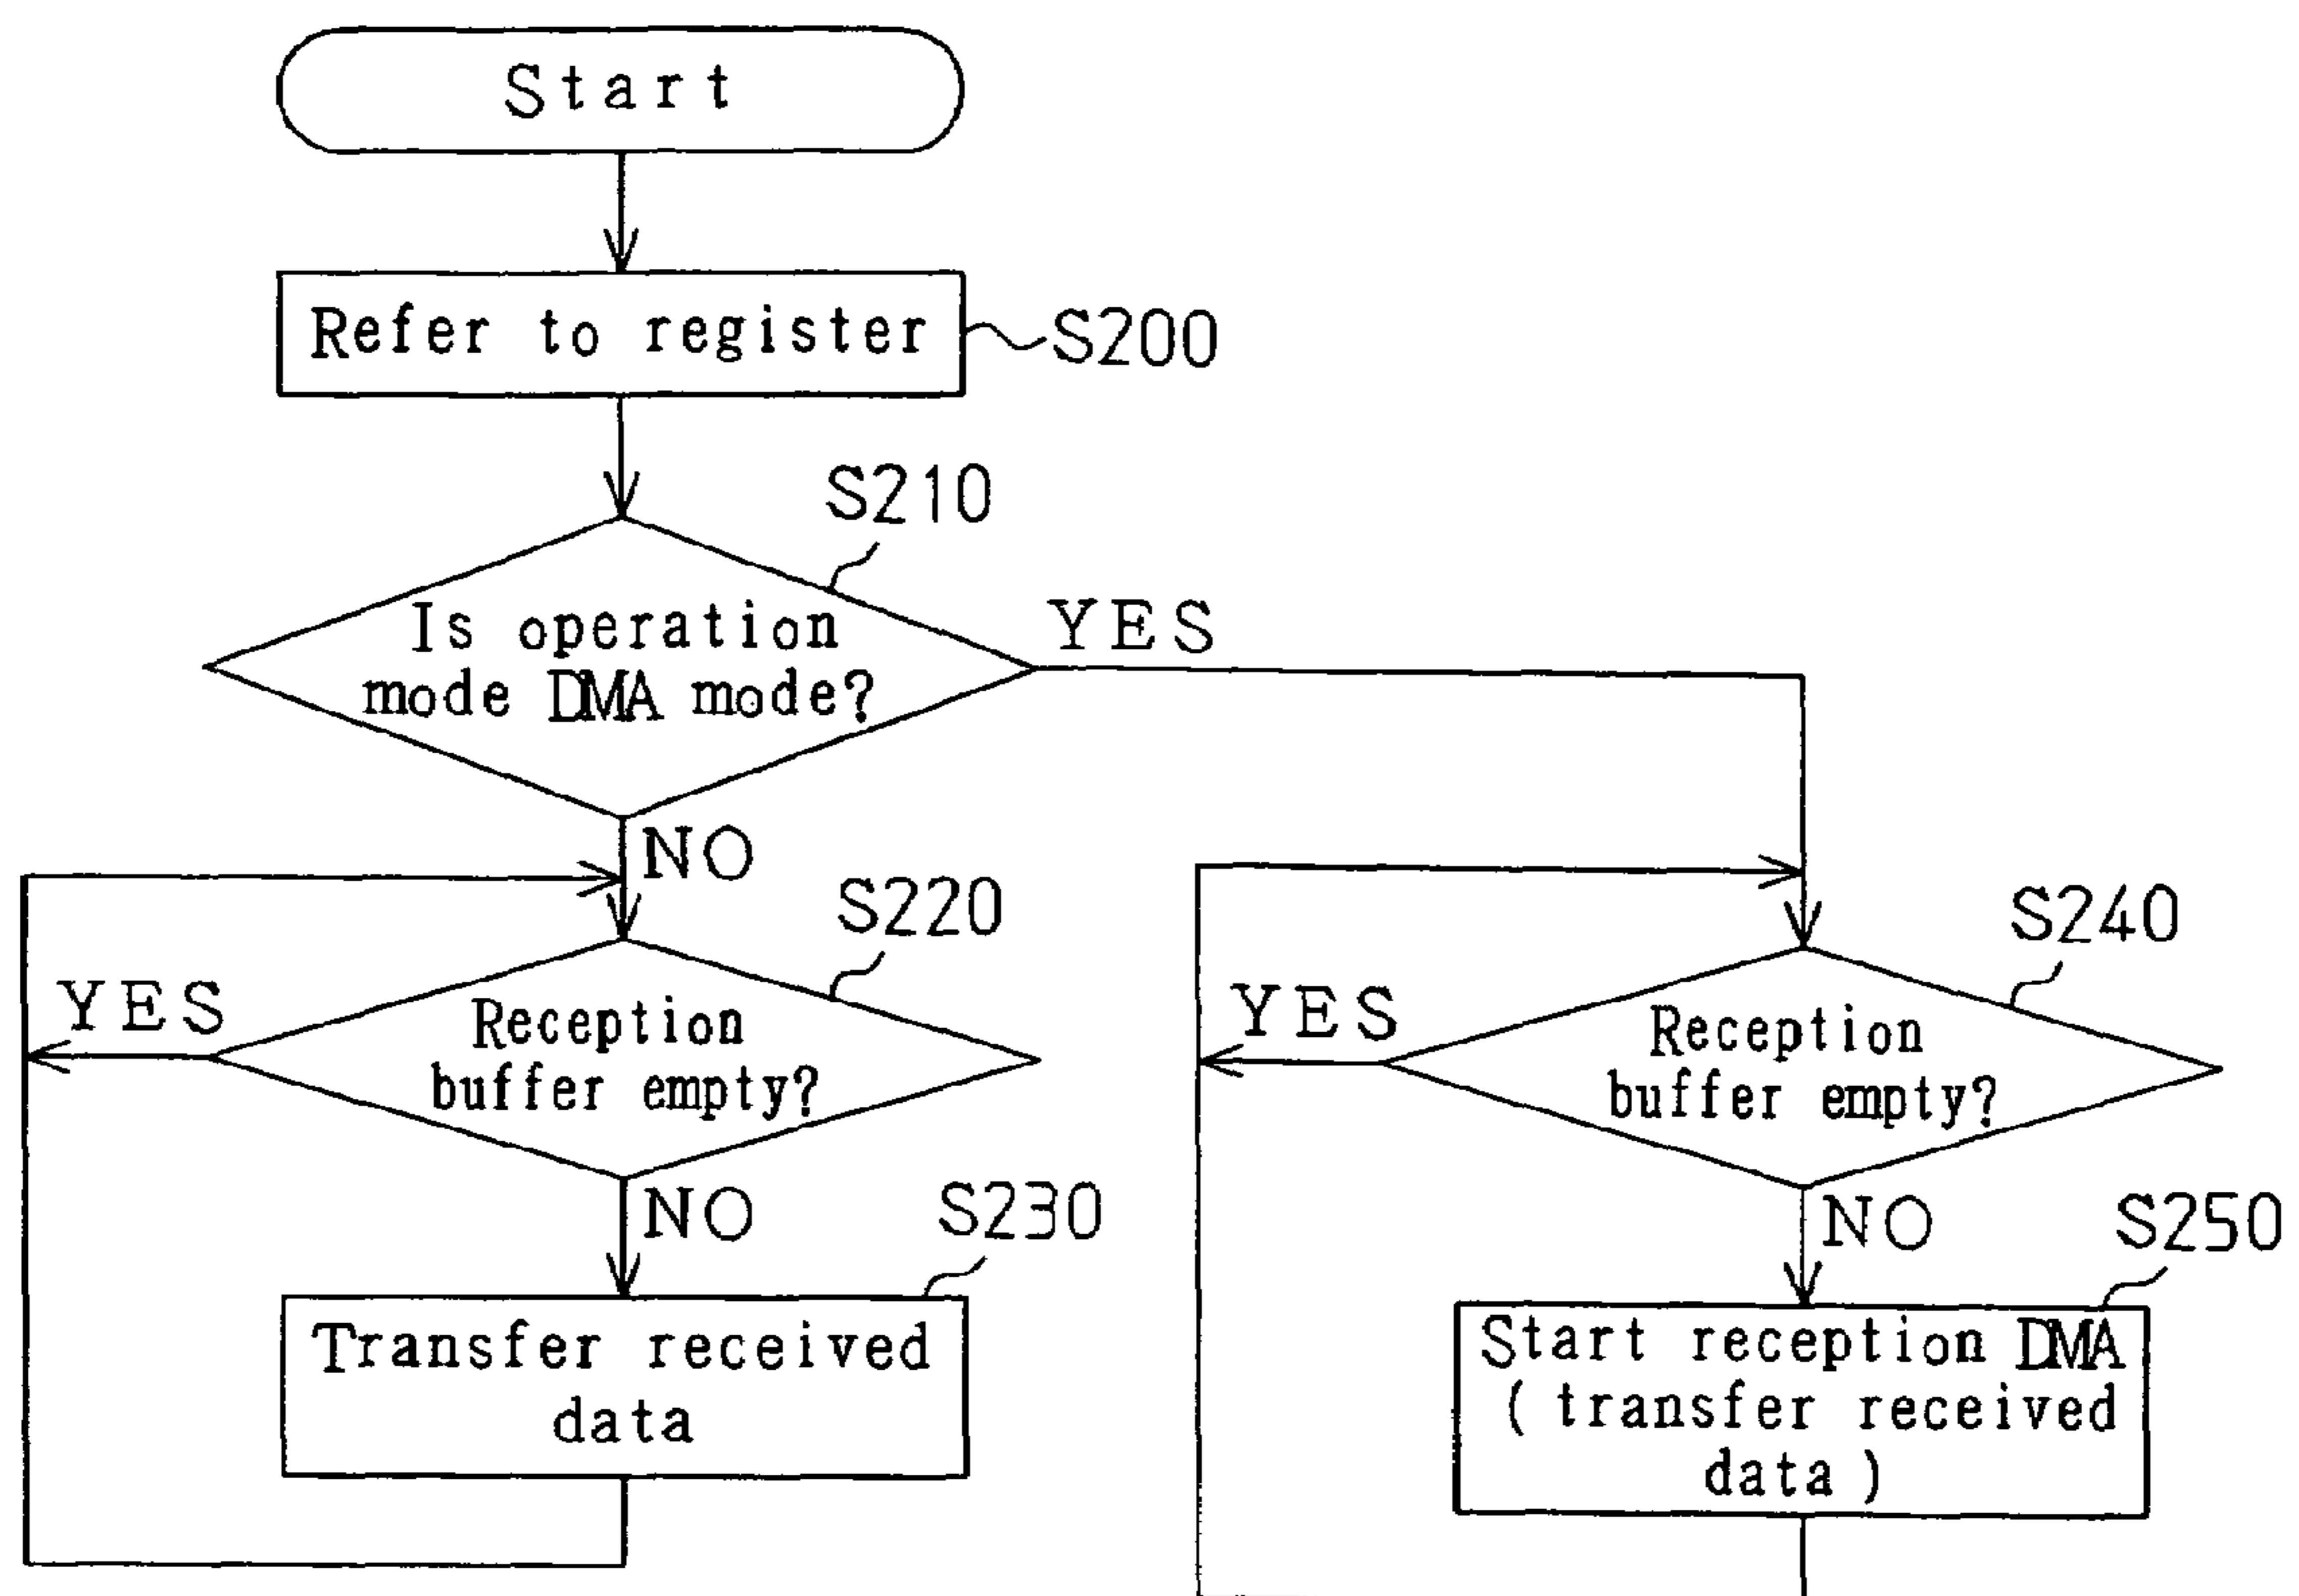 Start
Refer to register
S200
S210
Is operation
mode DMA mode?
YES
NO
S220
Reception
buffer empty?
YES
NO
S230
Transfer received
data
S240
Reception
buffer empty?
YES
NO
S250
Start reception DMA
(transfer received
data)